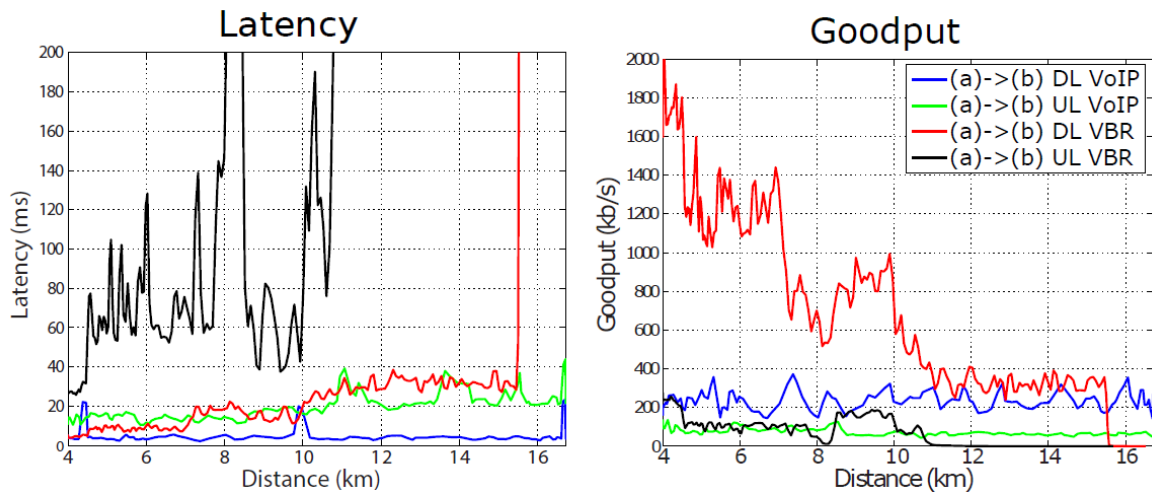 Latency
200
180
160
140
120
100
80
60
40
20
0
4 6 8 10 12 14 16
Latency (ms)
Distance (km)
Goodput
2000
1800
1600
1400
1200
1000
800
600
400
200
0
4 6 8 10 12 14 16
Goodput (kb/s)
Distance (km)
(a)->(b) DL VoIP
(a)->(b) UL VoIP
(a)->(b) DL VBR
(a)->(b) UL VBR